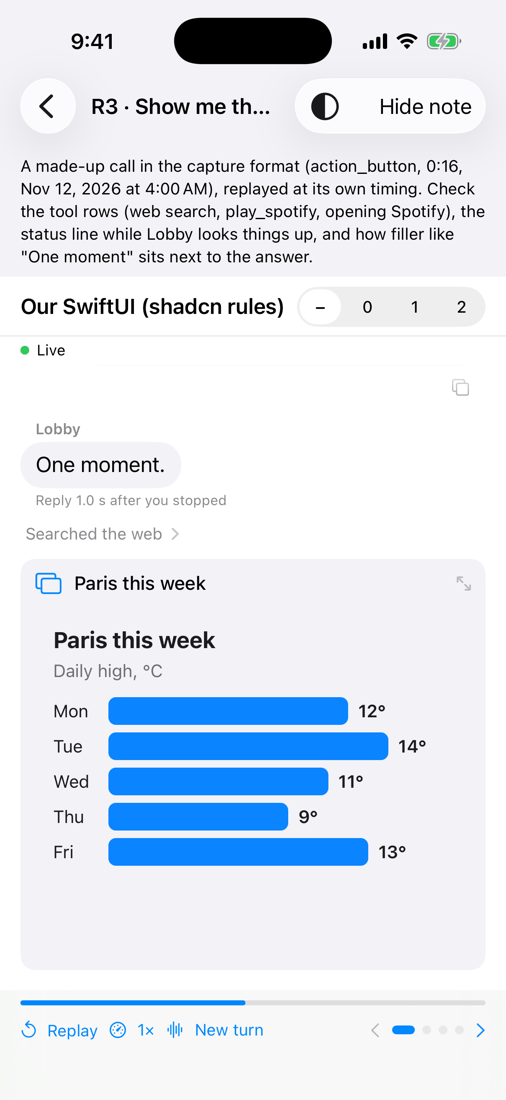 9:41
R3 · Show me th...
Hide note
A made-up call in the capture format (action_button, 0:16,
Nov 12, 2026 at 4:00 AM), replayed at its own timing. Check
the tool rows (web search, play_spotify, opening Spotify), the
status line while Lobby looks things up, and how filler like
"One moment" sits next to the answer.
Our SwiftUI (shadcn rules)
– 0 1 2
Live
Lobby
One moment.
Reply 1.0 s after you stopped
Searched the web
Paris this week
Paris this week
Daily high, °C
Mon 12°
Tue 14°
Wed 11°
Thu 9°
Fri 13°
Replay 1× New turn